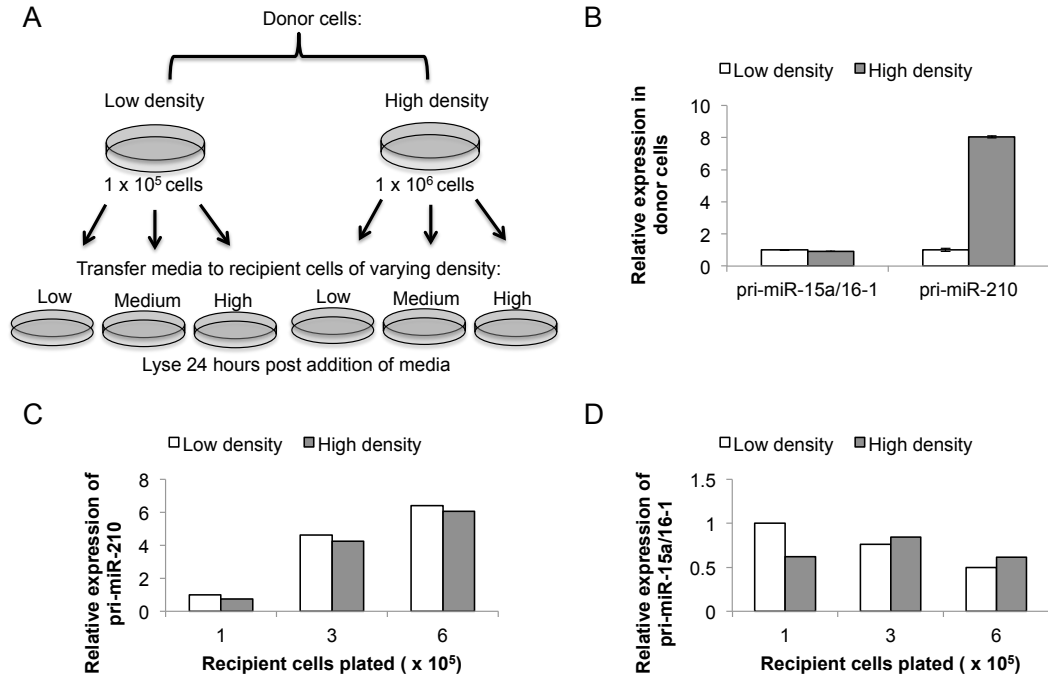 A
Donor cells:
Low density
High density
1 x 10⁵ cells
1 x 10⁶ cells
Transfer media to recipient cells of varying density:
Low
Medium
High
Low
Medium
High
Lyse 24 hours post addition of media
B
Low density
High density
Relative expression in
donor cells
10
8
6
4
2
0
pri-miR-15a/16-1
pri-miR-210
C
Low density
High density
Relative expression of
pri-miR-210
8
6
4
2
0
1
3
6
Recipient cells plated ( x 10⁵)
D
Low density
High density
Relative expression of
pri-miR-15a/16-1
1.5
1
0.5
0
1
3
6
Recipient cells plated ( x 10⁵)